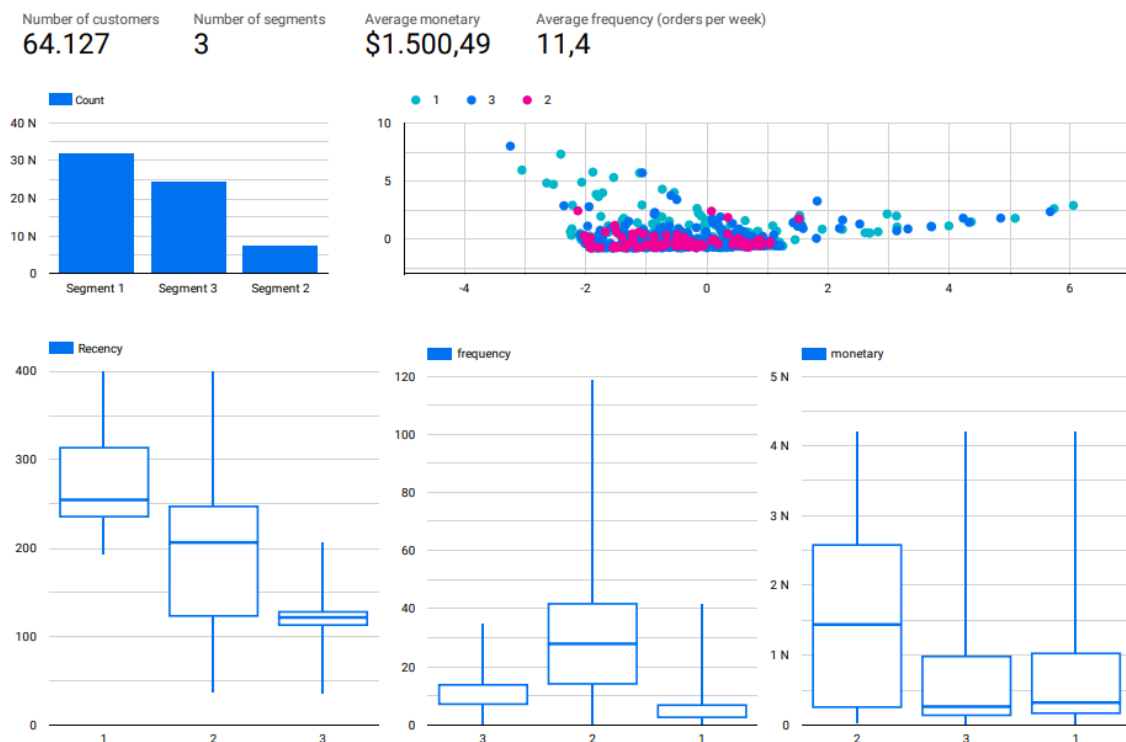 Number of customers
64.127
Number of segments
3
Average monetary
$1.500,49
Average frequency (orders per week)
11,4
Count
40 N
30 N
20 N
10 N
0
Segment 1
Segment 3
Segment 2
1
3
2
10
5
0
-4
-2
0
2
4
6
Recency
400
300
200
100
0
1
2
3
frequency
120
100
80
60
40
20
0
3
2
1
monetary
5 N
4 N
3 N
2 N
1 N
0
2
3
1